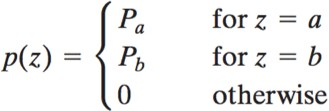 P_a for z = a
p(z) = { P_b for z = b
0 otherwise